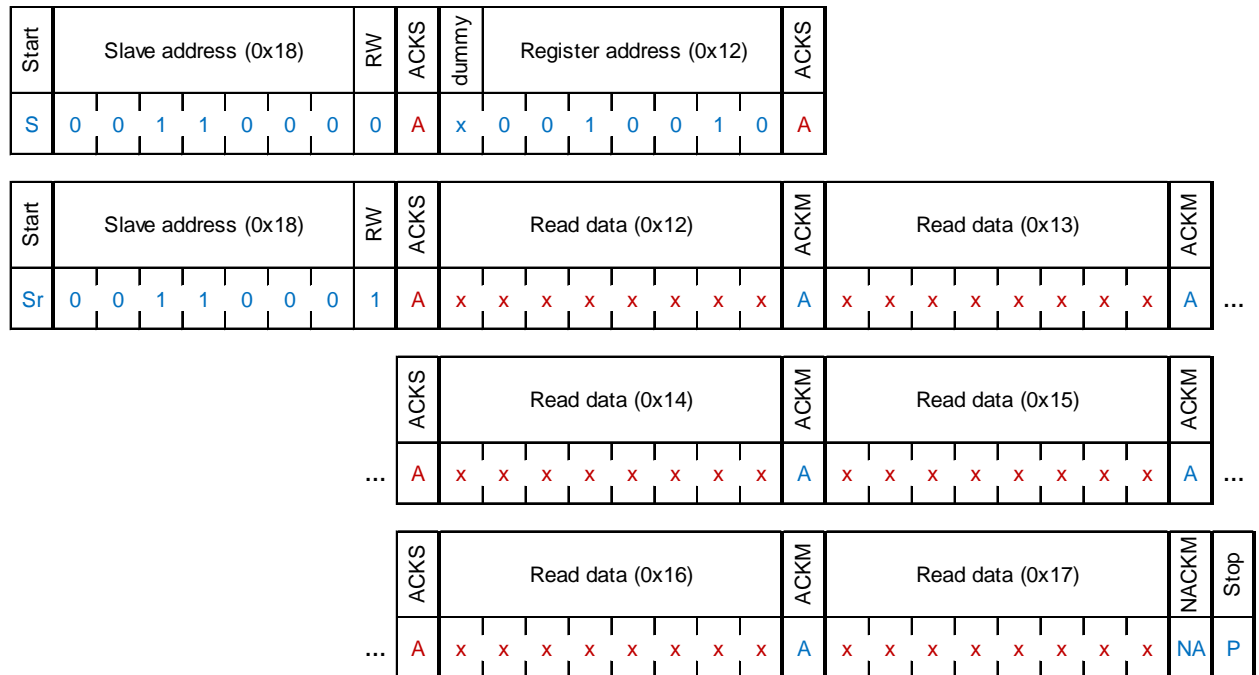 Start Slave address (0x18) RW ACKS dummy Register address (0x12) ACKS
S 0 0 1 1 0 0 0 0 A x 0 0 1 0 0 1 0 A
Start Slave address (0x18) RW ACKS Read data (0x12) ACKM Read data (0x13) ACKM
Sr 0 0 1 1 0 0 0 1 A x x x x x x x x A x x x x x x x x A ...
ACKS Read data (0x14) ACKM Read data (0x15) ACKM
... A x x x x x x x x A x x x x x x x x A ...
ACKS Read data (0x16) ACKM Read data (0x17) NACKM Stop
... A x x x x x x x x A x x x x x x x x NA P